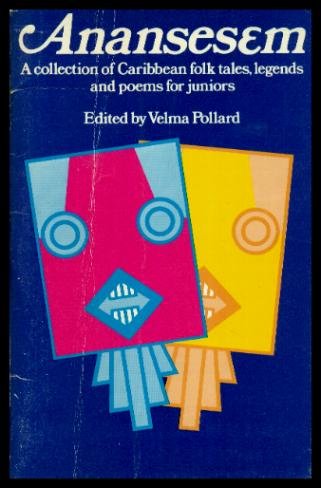 Anansesɛm
A collection of Caribbean folk tales, legends
and poems for juniors
Edited by Velma Pollard